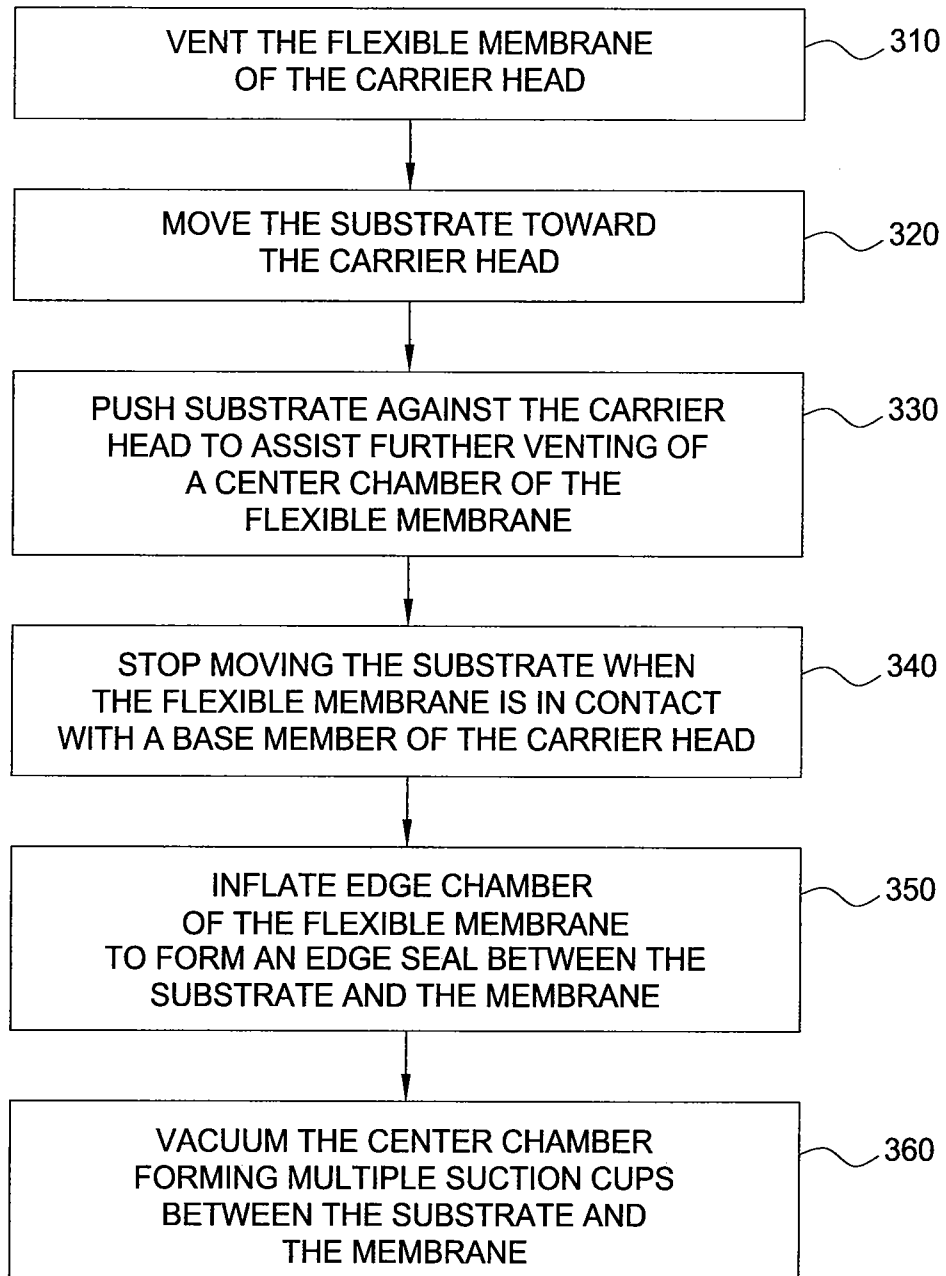 VENT THE FLEXIBLE MEMBRANE
OF THE CARRIER HEAD
310
MOVE THE SUBSTRATE TOWARD
THE CARRIER HEAD
320
PUSH SUBSTRATE AGAINST THE CARRIER
HEAD TO ASSIST FURTHER VENTING OF
A CENTER CHAMBER OF THE
FLEXIBLE MEMBRANE
330
STOP MOVING THE SUBSTRATE WHEN
THE FLEXIBLE MEMBRANE IS IN CONTACT
WITH A BASE MEMBER OF THE CARRIER HEAD
340
INFLATE EDGE CHAMBER
OF THE FLEXIBLE MEMBRANE
TO FORM AN EDGE SEAL BETWEEN THE
SUBSTRATE AND THE MEMBRANE
350
VACUUM THE CENTER CHAMBER
FORMING MULTIPLE SUCTION CUPS
BETWEEN THE SUBSTRATE AND
THE MEMBRANE
360